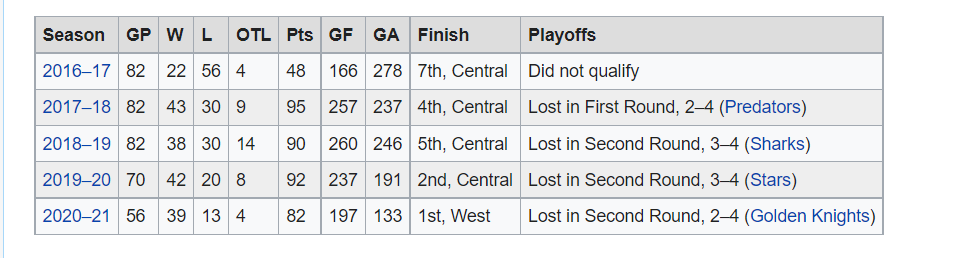 Season GP W L OTL Pts GF GA Finish Playoffs
2016–17 82 22 56 4 48 166 278 7th, Central Did not qualify
2017–18 82 43 30 9 95 257 237 4th, Central Lost in First Round, 2–4 (Predators)
2018–19 82 38 30 14 90 260 246 5th, Central Lost in Second Round, 3–4 (Sharks)
2019–20 70 42 20 8 92 237 191 2nd, Central Lost in Second Round, 3–4 (Stars)
2020–21 56 39 13 4 82 197 133 1st, West Lost in Second Round, 2–4 (Golden Knights)